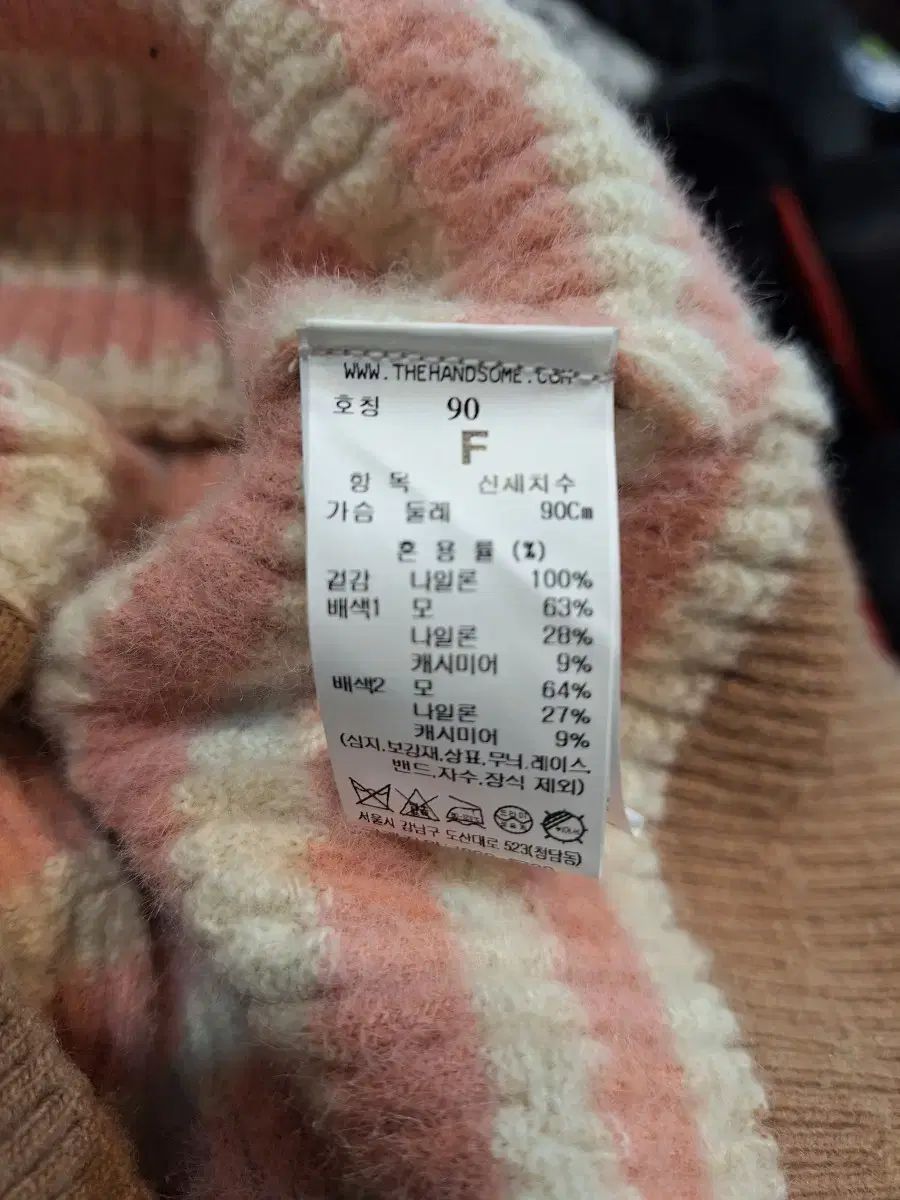 WWW.THEHANDSOME.COM
호칭 90
F
항 목 신체치수
가슴 둘레 90Cm
혼 용 률 (%)
겉감 나일론 100%
배색1 모 63%
나일론 28%
캐시미어 9%
배색2 모 64%
나일론 27%
캐시미어 9%
(심지.보강재.상표.무늬.레이스.
밴드.자수.장식 제외)
서울시 강남구 도산대로 523(청담동)